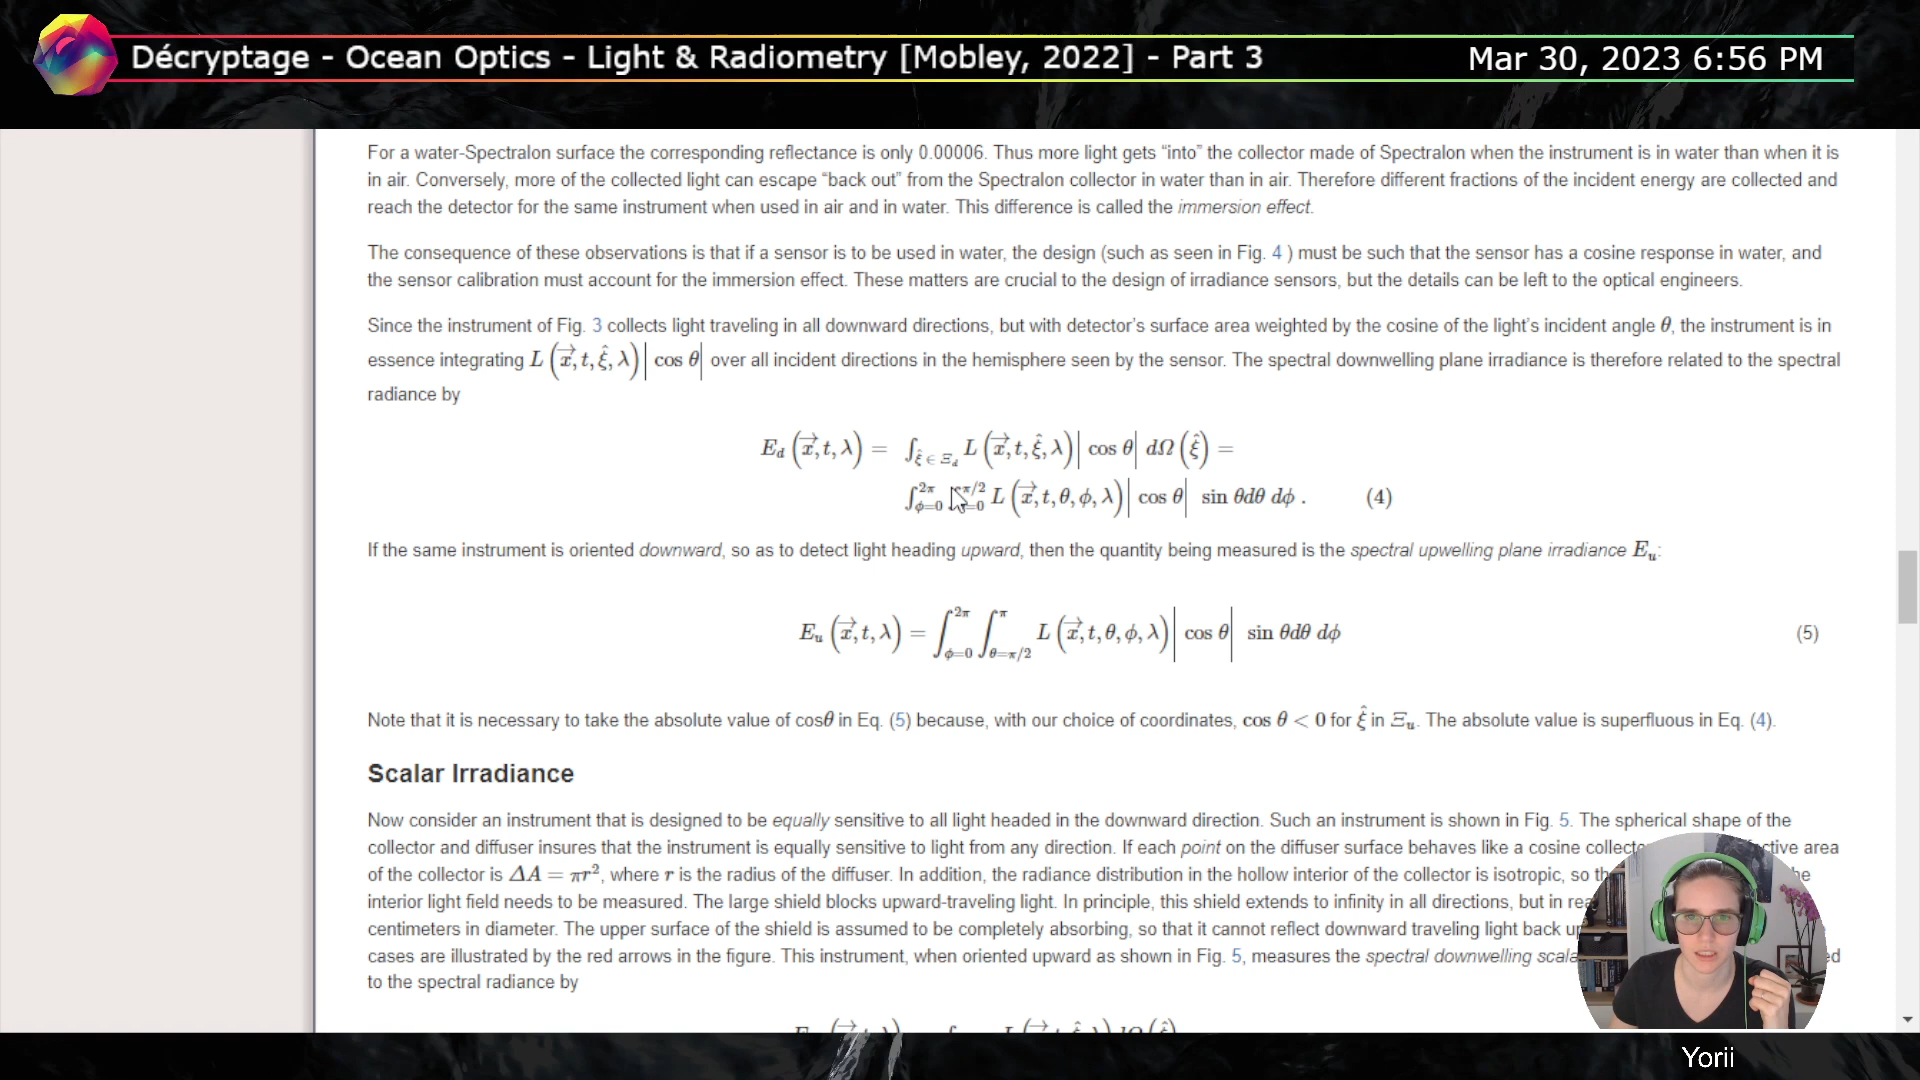 Décryptage - Ocean Optics - Light & Radiometry [Mobley, 2022] - Part 3
Mar 30, 2023 6:56 PM
For a water-Spectralon surface the corresponding reflectance is only 0.00006. Thus more light gets “into” the collector made of Spectralon when the instrument is in water than when it is
in air. Conversely, more of the collected light can escape “back out” from the Spectralon collector in water than in air. Therefore different fractions of the incident energy are collected and
reach the detector for the same instrument when used in air and in water. This difference is called the immersion effect.
The consequence of these observations is that if a sensor is to be used in water, the design (such as seen in Fig. 4 ) must be such that the sensor has a cosine response in water, and
the sensor calibration must account for the immersion effect. These matters are crucial to the design of irradiance sensors, but the details can be left to the optical engineers.
Since the instrument of Fig. 3 collects light traveling in all downward directions, but with detector’s surface area weighted by the cosine of the light’s incident angle θ, the instrument is in
essence integrating L (x⃗, t, ξ̂, λ) | cos θ| over all incident directions in the hemisphere seen by the sensor. The spectral downwelling plane irradiance is therefore related to the spectral
radiance by
E_d (x⃗, t, λ) = ∫_{ξ̂ ∈ Ξ_d} L (x⃗, t, ξ̂, λ) | cos θ| dΩ (ξ̂) =
∫_{ϕ=0}^{2π} π/2 =0 L (x⃗, t, θ, ϕ, λ) | cos θ| sin θdθ dϕ . (4)
If the same instrument is oriented downward, so as to detect light heading upward, then the quantity being measured is the spectral upwelling plane irradiance E_u:
E_u (x⃗, t, λ) = ∫_{ϕ=0}^{2π} ∫_{θ=π/2}^{π} L (x⃗, t, θ, ϕ, λ) | cos θ| sin θdθ dϕ (5)
Note that it is necessary to take the absolute value of cosθ in Eq. (5) because, with our choice of coordinates, cos θ < 0 for ξ̂ in Ξ_u. The absolute value is superfluous in Eq. (4).
Scalar Irradiance
Now consider an instrument that is designed to be equally sensitive to all light headed in the downward direction. Such an instrument is shown in Fig. 5. The spherical shape of the
collector and diffuser insures that the instrument is equally sensitive to light from any direction. If each point on the diffuser surface behaves like a cosine area
of the collector is ΔA = πr², where r is the radius of the diffuser. In addition, the radiance distribution in the hollow interior of the collector is isotropic, so
interior light field needs to be measured. The large shield blocks upward-traveling light. In principle, this shield extends to infinity in all directions, but in
centimeters in diameter. The upper surface of the shield is assumed to be completely absorbing, so that it cannot reflect downward traveling light back
cases are illustrated by the red arrows in the figure. This instrument, when oriented upward as shown in Fig. 5, measures the spectral downwelling
to the spectral radiance by
Yorii